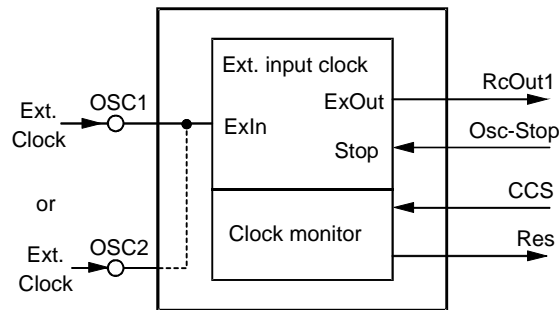 Ext. input clock
RcOut1
ExOut
Ext.
Clock
OSC1
ExIn
Osc-Stop
Stop
or
CCS
Clock monitor
Res
Ext.
Clock
OSC2